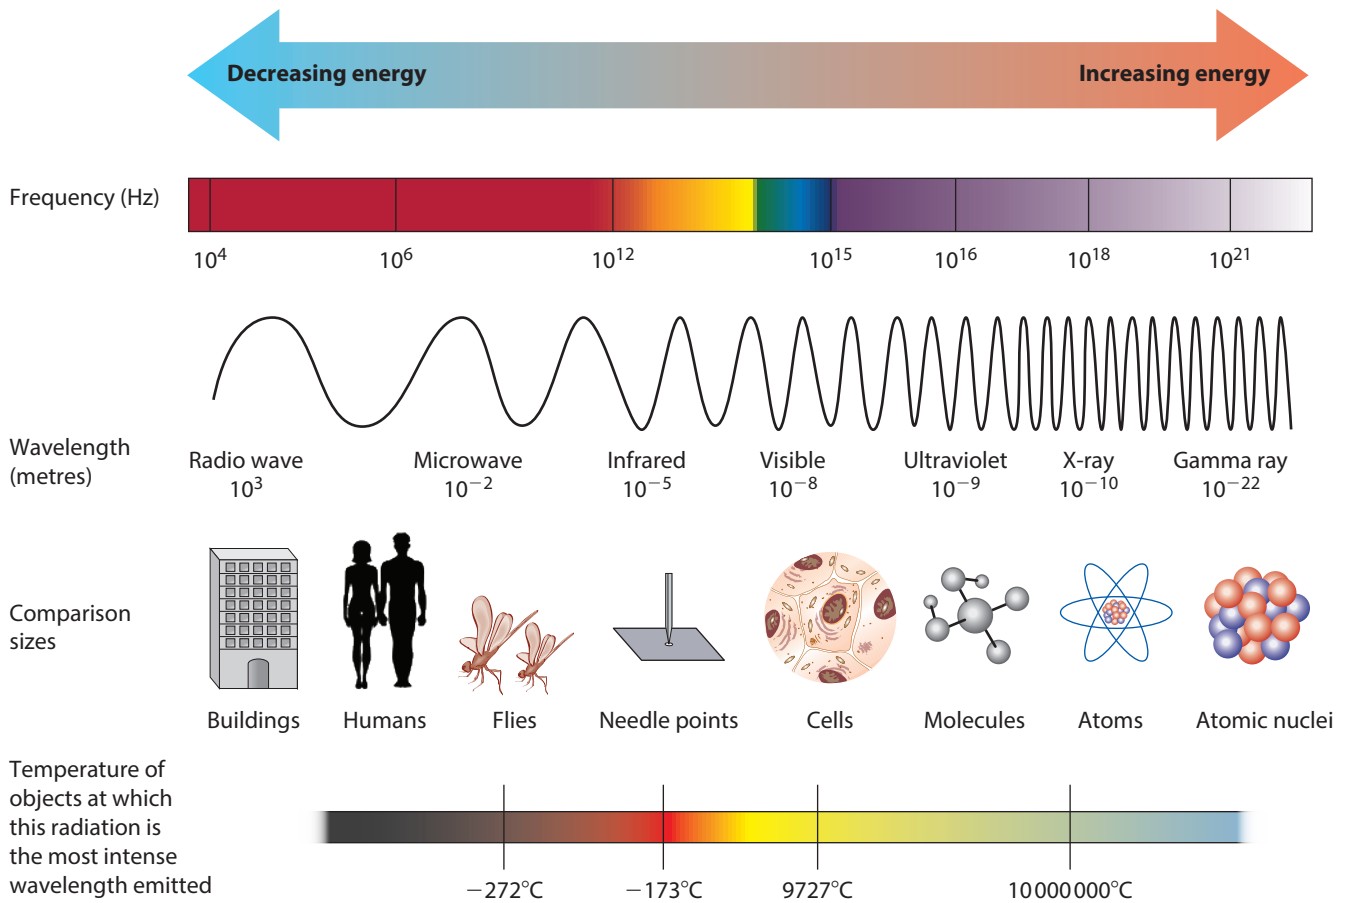 Decreasing energy
Increasing energy
Frequency (Hz)
10⁴
10⁶
10¹²
10¹⁵
10¹⁶
10¹⁸
10²¹
Wavelength
(metres)
Radio wave
10³
Microwave
10⁻²
Infrared
10⁻⁵
Visible
10⁻⁸
Ultraviolet
10⁻⁹
X-ray
10⁻¹⁰
Gamma ray
10⁻²²
Comparison
sizes
Buildings
Humans
Flies
Needle points
Cells
Molecules
Atoms
Atomic nuclei
Temperature of
objects at which
this radiation is
the most intense
wavelength emitted
−272°C
−173°C
9727°C
10 000 000°C